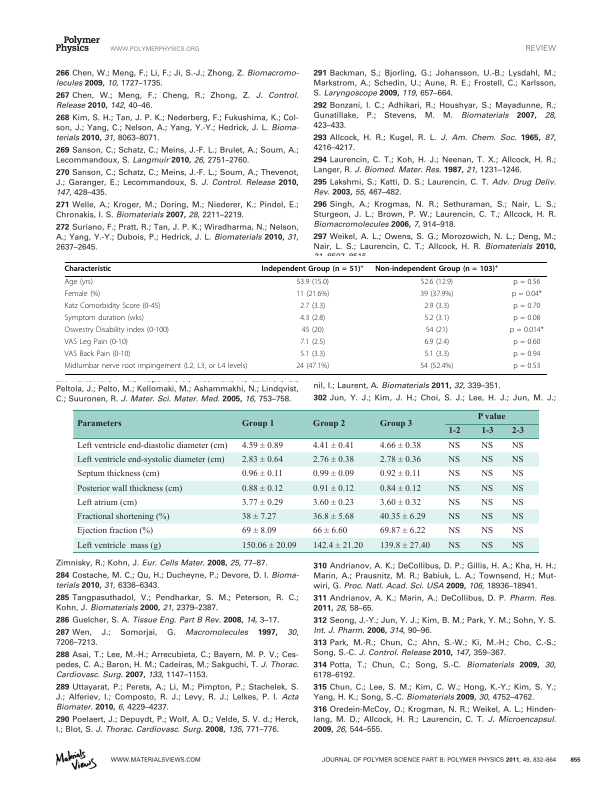 Polymer
Physics WWW.POLYMERPHYSICS.ORG REVIEW
266 Chen, W.; Meng, F.; Li, F.; Ji, S.-J.; Zhong, Z. Biomacromo-
lecules 2009, 10, 1727–1735.
267 Chen, W.; Meng, F.; Cheng, R.; Zhong, Z. J. Control.
Release 2010, 142, 40–46.
268 Kim, S. H.; Tan, J. P. K.; Nederberg, F.; Fukushima, K.; Col-
son, J.; Yang, C.; Nelson, A.; Yang, Y.-Y.; Hedrick, J. L. Bioma-
terials 2010, 31, 8063–8071.
269 Sanson, C.; Schatz, C.; Meins, J.-F. L.; Brulet, A.; Soum, A.;
Lecommandoux, S. Langmuir 2010, 26, 2751–2760.
270 Sanson, C.; Schatz, C.; Meins, J.-F. L.; Soum, A.; Thevenot,
J.; Garanger, E.; Lecommandoux, S. J. Control. Release 2010,
147, 428–435.
271 Welle, A.; Kroger, M.; Doring, M.; Niederer, K.; Pindel, E.;
Chronakis, I. S. Biomaterials 2007, 28, 2211–2219.
272 Suriano, F.; Pratt, R.; Tan, J. P. K.; Wiradharma, N.; Nelson,
A.; Yang, Y.-Y.; Dubois, P.; Hedrick, J. L. Biomaterials 2010, 31,
2637–2645.
291 Backman, S.; Bjorling, G.; Johansson, U.-B.; Lysdahl, M.;
Markstrom, A.; Schedin, U.; Aune, R. E.; Frostell, C.; Karlsson,
S. Laryngoscope 2009, 119, 657–664.
292 Bonzani, I. C.; Adhikari, R.; Houshyar, S.; Mayadunne, R.;
Gunatillake, P.; Stevens, M. M. Biomaterials 2007, 28,
423–433.
293 Allcock, H. R.; Kugel, R. L. J. Am. Chem. Soc. 1965, 87,
4216–4217.
294 Laurencin, C. T.; Koh, H. J.; Neenan, T. X.; Allcock, H. R.;
Langer, R. J. Biomed. Mater. Res. 1987, 21, 1231–1246.
295 Lakshmi, S.; Katti, D. S.; Laurencin, C. T. Adv. Drug Deliv.
Rev. 2003, 55, 467–482.
296 Singh, A.; Krogman, N. R.; Sethuraman, S.; Nair, L. S.;
Sturgeon, J. L.; Brown, P. W.; Laurencin, C. T.; Allcock, H. R.
Biomacromolecules 2006, 7, 914–918.
297 Weikel, A. L.; Owens, S. G.; Morozowich, N. L.; Deng, M.;
Nair, L. S.; Laurencin, C. T.; Allcock, H. R. Biomaterials 2010,
Characteristic Independent Group (n = 51)+ Non-independent Group (n = 103)+
Age (yrs) 53.9 (15.0) 52.6 (12.9) p = 0.56
Female (%) 11 (21.6%) 39 (37.9%) p = 0.04*
Katz Comorbidity Score (0-45) 2.7 (3.3) 2.9 (3.3) p = 0.70
Symptom duration (wks) 4.3 (2.8) 5.2 (3.1) p = 0.08
Oswestry Disability index (0-100) 45 (20) 54 (21) p = 0.014*
VAS Leg Pain (0-10) 7.1 (2.5) 6.9 (2.4) p = 0.60
VAS Back Pain (0-10) 5.1 (3.3) 5.1 (3.3) p = 0.94
Midlumbar nerve root impingement (L2, L3, or L4 levels) 24 (47.1%) 54 (52.4%) p = 0.53
Peltola, J.; Pelto, M.; Kellomaki, M.; Ashammakhi, N.; Lindqvist,
C.; Suuronen, R. J. Mater. Sci. Mater. Med. 2005, 16, 753–758.
nil, I.; Laurent, A. Biomaterials 2011, 32, 339–351.
302 Jun, Y. J.; Kim, J. H.; Choi, S. J.; Lee, H. J.; Jun, M. J.;
Parameters Group 1 Group 2 Group 3 P value
1-2 1-3 2-3
Left ventricle end-diastolic diameter (cm) 4.59 ± 0.89 4.41 ± 0.41 4.66 ± 0.38 NS NS NS
Left ventricle end-systolic diameter (cm) 2.83 ± 0.64 2.76 ± 0.38 2.78 ± 0.36 NS NS NS
Septum thickness (cm) 0.96 ± 0.11 0.99 ± 0.09 0.92 ± 0.11 NS NS NS
Posterior wall thickness (cm) 0.88 ± 0.12 0.91 ± 0.12 0.84 ± 0.12 NS NS NS
Left atrium (cm) 3.77 ± 0.29 3.60 ± 0.23 3.60 ± 0.32 NS NS NS
Fractional shortening (%) 38 ± 7.27 36.8 ± 5.68 40.35 ± 6.29 NS NS NS
Ejection fraction (%) 69 ± 8.09 66 ± 6.60 69.87 ± 6.22 NS NS NS
Left ventricle mass (g) 150.06 ± 20.09 142.4 ± 21.20 139.8 ± 27.40 NS NS NS
Zimnisky, R.; Kohn, J. Eur. Cells Mater. 2008, 25, 77–87.
284 Costache, M. C.; Qu, H.; Ducheyne, P.; Devore, D. I. Bioma-
terials 2010, 31, 6336–6343.
285 Tangpasuthadol, V.; Pendharkar, S. M.; Peterson, R. C.;
Kohn, J. Biomaterials 2000, 21, 2379–2387.
286 Guelcher, S. A. Tissue Eng. Part B Rev. 2008, 14, 3–17.
287 Wen, J.; Somorjai, G. Macromolecules 1997, 30,
7206–7213.
288 Asai, T.; Lee, M.-H.; Arrecubieta, C.; Bayern, M. P. V.; Ces-
pedes, C. A.; Baron, H. M.; Cadeiras, M.; Sakguchi, T. J. Thorac.
Cardiovasc. Surg. 2007, 133, 1147–1153.
289 Uttayarat, P.; Perets, A.; Li, M.; Pimpton, P.; Stachelek, S.
J.; Alferiev, I.; Composto, R. J.; Levy, R. J.; Lelkes, P. I. Acta
Biomater. 2010, 6, 4229–4237.
290 Poelaert, J.; Depuydt, P.; Wolf, A. D.; Velde, S. V. d.; Herck,
I.; Blot, S. J. Thorac. Cardiovasc. Surg. 2008, 135, 771–776.
310 Andrianov, A. K.; DeCollibus, D. P.; Gillis, H. A.; Kha, H. H.;
Marin, A.; Prausnitz, M. R.; Babiuk, L. A.; Townsend, H.; Mut-
wiri, G. Proc. Natl. Acad. Sci. USA 2009, 106, 18936–18941.
311 Andrianov, A. K.; Marin, A.; DeCollibus, D. P. Pharm. Res.
2011, 28, 58–65.
312 Seong, J.-Y.; Jun, Y. J.; Kim, B. M.; Park, Y. M.; Sohn, Y. S.
Int. J. Pharm. 2006, 314, 90–96.
313 Park, M.-R.; Chun, C.; Ahn, S.-W.; Ki, M.-H.; Cho, C.-S.;
Song, S.-C. J. Control. Release 2010, 147, 359–367.
314 Potta, T.; Chun, C.; Song, S.-C. Biomaterials 2009, 30,
6178–6192.
315 Chun, C.; Lee, S. M.; Kim, C. W.; Hong, K.-Y.; Kim, S. Y.;
Yang, H. K.; Song, S.-C. Biomaterials 2009, 30, 4752–4762.
316 Oredein-McCoy, O.; Krogman, N. R.; Weikel, A. L.; Hinden-
lang, M. D.; Allcock, H. R.; Laurencin, C. T. J. Microencapsul.
2009, 26, 544–555.
Materials
Views WWW.MATERIALSVIEWS.COM JOURNAL OF POLYMER SCIENCE PART B: POLYMER PHYSICS 2011, 49, 832–864 855